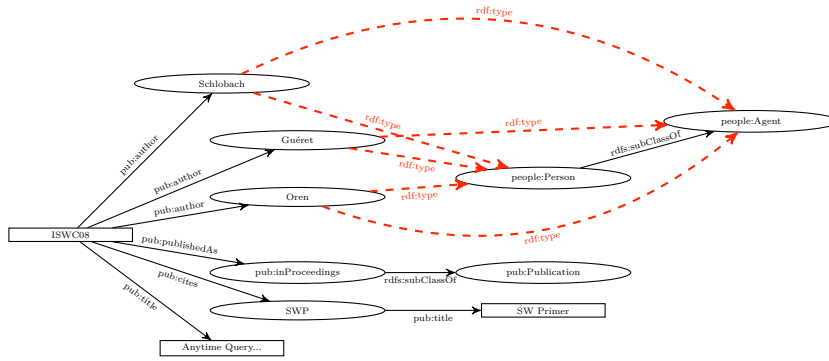 rdf:type
Schlobach
people:Agent
rdf:type
rdf:type
Guéret
rdfs:subClassOf
pub:author
rdf:type
people:Person
pub:author
Oren
rdf:type
pub:author
ISWC08
rdf:type
pub:publishedAs
pub:inProceedings
rdfs:subClassOf
pub:Publication
pub:cites
pub:title
SWP
pub:title
SW Primer
Anytime Query...